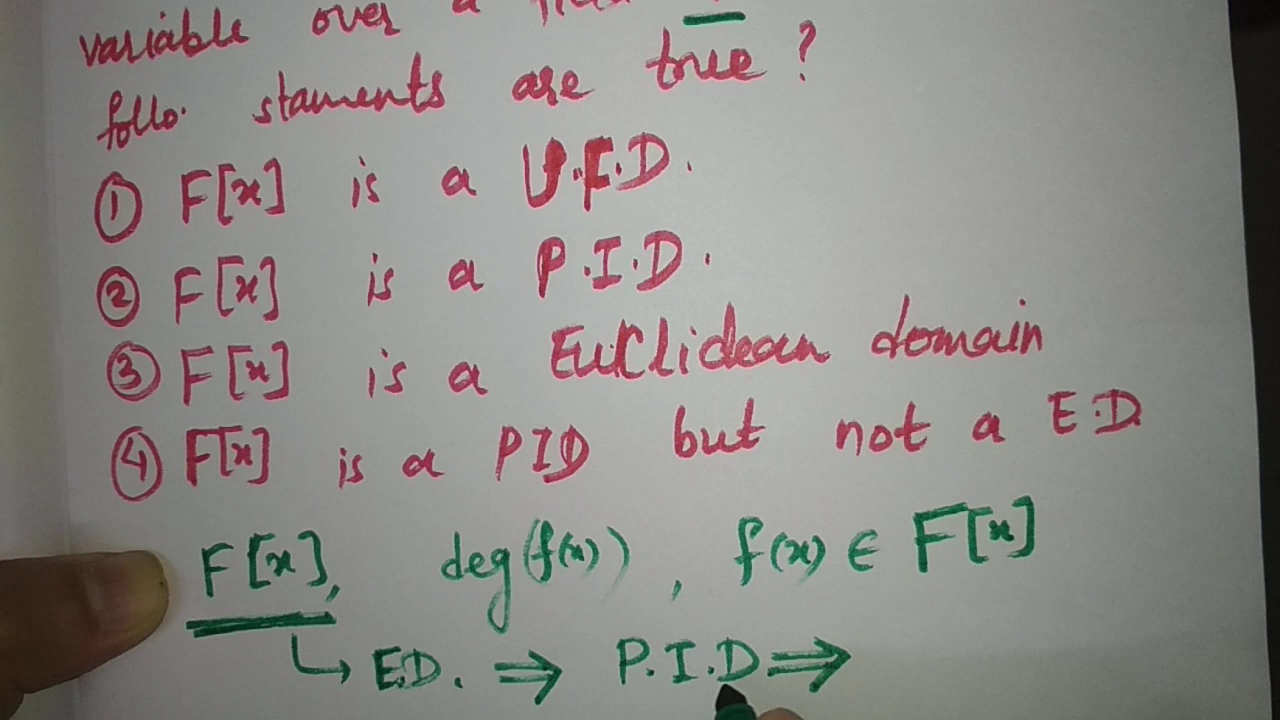 variable over a
follo. staments are true ?
① F[x] is a U.F.D.
② F[x] is a P.I.D.
③ F[x] is a EuClidean domain
④ F[x] is a PID but not a E.D
F[x], deg(f(x)), f(x) ∈ F[x]
↳ E.D. ⇒ P.I.D ⇒